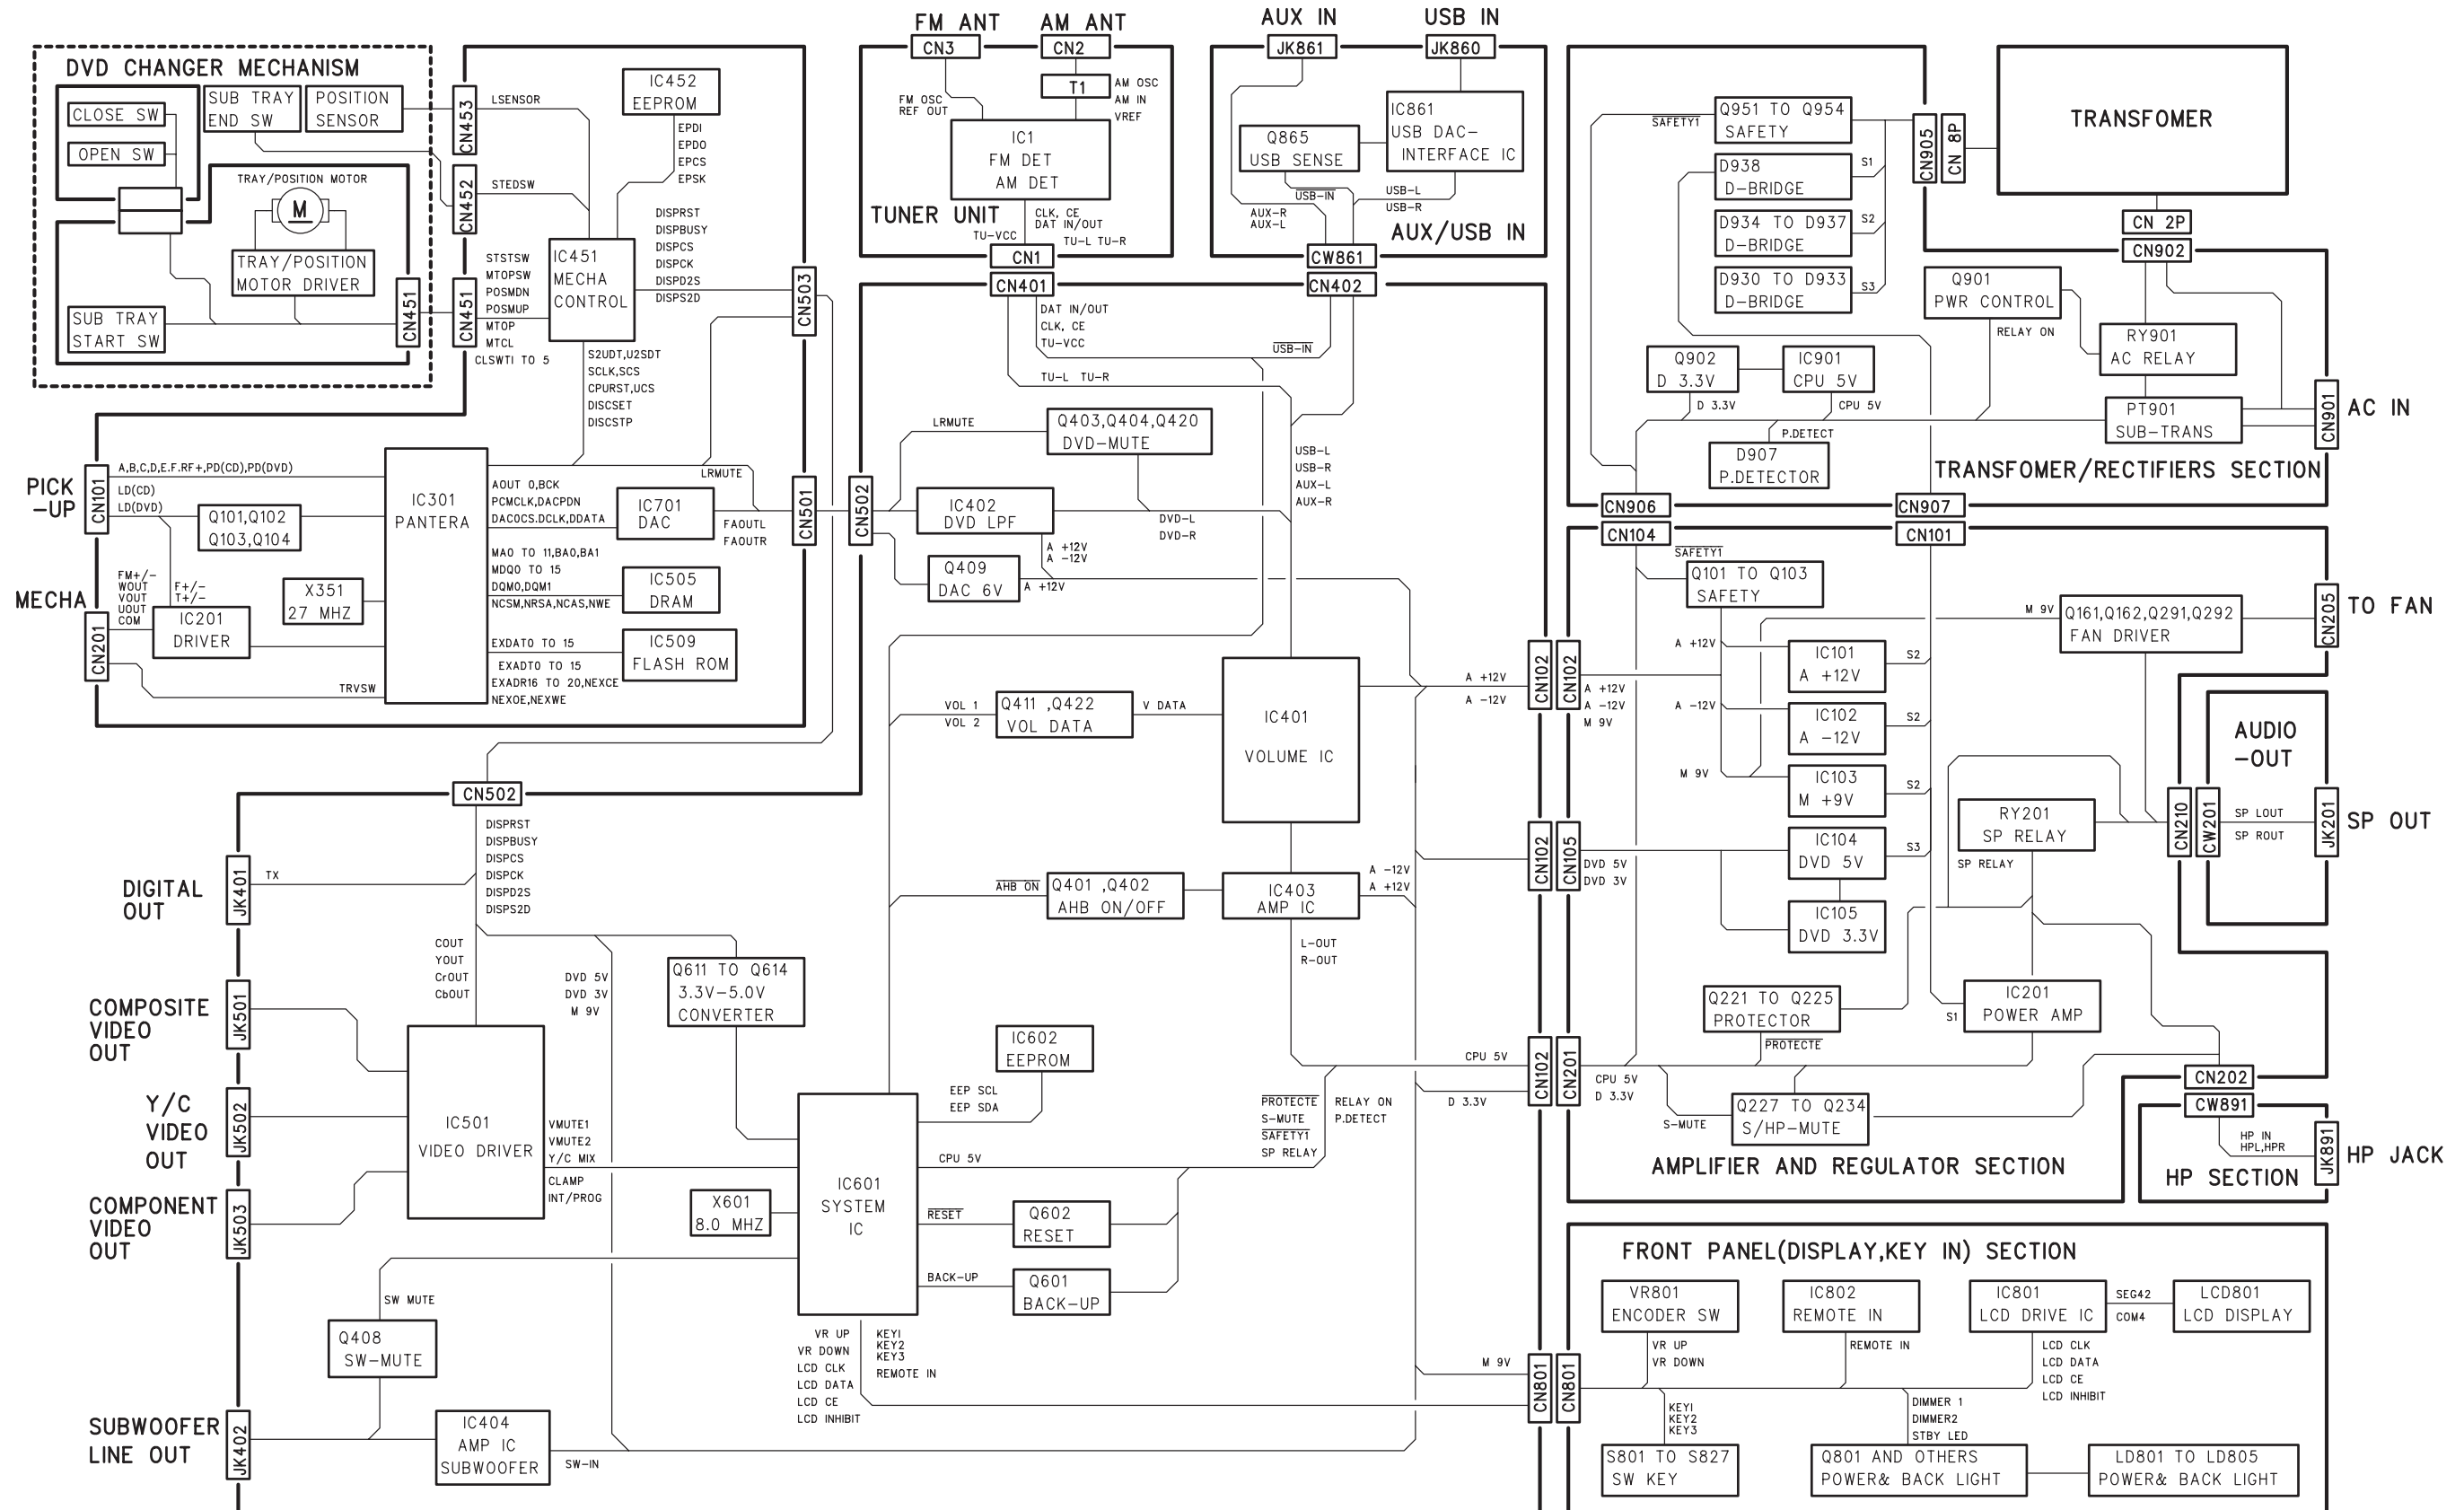 FM ANT
AM ANT
AUX IN
USB IN
CN3
CN2
JK861
JK860
DVD CHANGER MECHANISM
CLOSE SW
OPEN SW
SUB TRAY
END SW
POSITION
SENSOR
TRAY/POSITION MOTOR
M
TRAY/POSITION
MOTOR DRIVER
SUB TRAY
START SW
CN451
CN453
CN452
CN451
LSENSOR
STEDSW
IC452
EEPROM
EPDI
EPDO
EPCS
EPSK
STSTSW
MTOPSW
POSMDN
POSMUP
MTOP
MTCL
CLSWTI TO 5
IC451
MECHA
CONTROL
DISPRST
DISPBUSY
DISPCS
DISPCK
DISPD2S
DISPS2D
CN503
S2UDT,U2SDT
SCLK,SCS
CPURST,UCS
DISCSET
DISCSTP
T1
AM OSC
AM IN
VREF
FM OSC
REF OUT
IC1
FM DET
AM DET
TUNER UNIT
TU-VCC
CLK, CE
DAT IN/OUT
TU-L TU-R
CN1
Q865
USB SENSE
IC861
USB DAC-
INTERFACE IC
USB-IN
USB-L
USB-R
AUX-R
AUX-L
AUX/USB IN
CW861
CN401
CN402
DAT IN/OUT
CLK, CE
TU-VCC
USB-IN
TU-L TU-R
TRANSFOMER
CN 8P
CN905
CN 2P
CN902
SAFETY1
Q951 TO Q954
SAFETY
D938
D-BRIDGE
S1
D934 TO D937
D-BRIDGE
S2
D930 TO D933
D-BRIDGE
S3
Q901
PWR CONTROL
RELAY ON
RY901
AC RELAY
Q902
D 3.3V
IC901
CPU 5V
D 3.3V
CPU 5V
PT901
SUB-TRANS
CN901
AC IN
P.DETECT
D907
P.DETECTOR
TRANSFOMER/RECTIFIERS SECTION
CN906
CN907
PICK
-UP
CN101
A,B,C,D,E.F.RF+,PD(CD),PD(DVD)
LD(CD)
LD(DVD)
Q101,Q102
Q103,Q104
IC301
PANTERA
MECHA
CN201
FM+/-
WOUT
VOUT
UOUT
COM
F+/-
T+/-
IC201
DRIVER
X351
27 MHZ
TRVSW
LRMUTE
AOUT 0,BCK
PCMCLK,DACPDN
DACOCS.DCLK,DDATA
IC701
DAC
FAOUTL
FAOUTR
MA0 TO 11,BA0,BA1
MDQ0 TO 15
DQM0,DQM1
NCSM,NRSA,NCAS,NWE
IC505
DRAM
EXDAT0 TO 15
EXADT0 TO 15
EXADR16 TO 20,NEXCE
NEXOE,NEXWE
IC509
FLASH ROM
CN501
CN502
LRMUTE
Q403,Q404,Q420
DVD-MUTE
IC402
DVD LPF
DVD-L
DVD-R
A +12V
A -12V
Q409
DAC 6V
A +12V
USB-L
USB-R
AUX-L
AUX-R
VOL 1
VOL 2
Q411 ,Q422
VOL DATA
V DATA
IC401
VOLUME IC
A +12V
A -12V
CN102
CN102
A +12V
A -12V
M 9V
CN104
CN101
SAFETY1
Q101 TO Q103
SAFETY
A +12V
IC101
A +12V
S2
A -12V
IC102
A -12V
S2
M 9V
IC103
M +9V
S2
IC104
DVD 5V
S3
IC105
DVD 3.3V
M 9V
Q161,Q162,Q291,Q292
FAN DRIVER
CN205
TO FAN
AUDIO
-OUT
RY201
SP RELAY
SP RELAY
CN210
CW201
SP LOUT
SP ROUT
JK201
SP OUT
CN102
CN105
DVD 5V
DVD 3V
AHB ON
Q401 ,Q402
AHB ON/OFF
IC403
AMP IC
A -12V
A +12V
L-OUT
R-OUT
CN502
DISPRST
DISPBUSY
DISPCS
DISPCK
DISPD2S
DISPS2D
DIGITAL
OUT
JK401
TX
COUT
YOUT
CrOUT
CbOUT
DVD 5V
DVD 3V
M 9V
Q611 TO Q614
3.3V-5.0V
CONVERTER
COMPOSITE
VIDEO
OUT
JK501
Y/C
VIDEO
OUT
JK502
COMPONENT
VIDEO
OUT
JK503
IC501
VIDEO DRIVER
VMUTE1
VMUTE2
Y/C MIX
CLAMP
INT/PROG
IC602
EEPROM
EEP SCL
EEP SDA
IC601
SYSTEM
IC
X601
8.0 MHZ
CPU 5V
RESET
Q602
RESET
BACK-UP
Q601
BACK-UP
PROTECTE
S-MUTE
SAFETY1
SP RELAY
RELAY ON
P.DETECT
CPU 5V
D 3.3V
CN102
CN201
CPU 5V
D 3.3V
Q221 TO Q225
PROTECTOR
PROTECTE
S1
IC201
POWER AMP
S-MUTE
Q227 TO Q234
S/HP-MUTE
CN202
CW891
HP IN
HPL,HPR
JK891
HP JACK
HP SECTION
AMPLIFIER AND REGULATOR SECTION
SW MUTE
Q408
SW-MUTE
SUBWOOFER
LINE OUT
JK402
IC404
AMP IC
SUBWOOFER
SW-IN
VR UP
VR DOWN
LCD CLK
LCD DATA
LCD CE
LCD INHIBIT
KEY1
KEY2
KEY3
REMOTE IN
M 9V
CN801
CN801
FRONT PANEL(DISPLAY,KEY IN) SECTION
VR801
ENCODER SW
VR UP
VR DOWN
IC802
REMOTE IN
REMOTE IN
IC801
LCD DRIVE IC
SEG42
COM4
LCD801
LCD DISPLAY
LCD CLK
LCD DATA
LCD CE
LCD INHIBIT
KEY1
KEY2
KEY3
DIMMER 1
DIMMER2
STBY LED
S801 TO S827
SW KEY
Q801 AND OTHERS
POWER& BACK LIGHT
LD801 TO LD805
POWER& BACK LIGHT